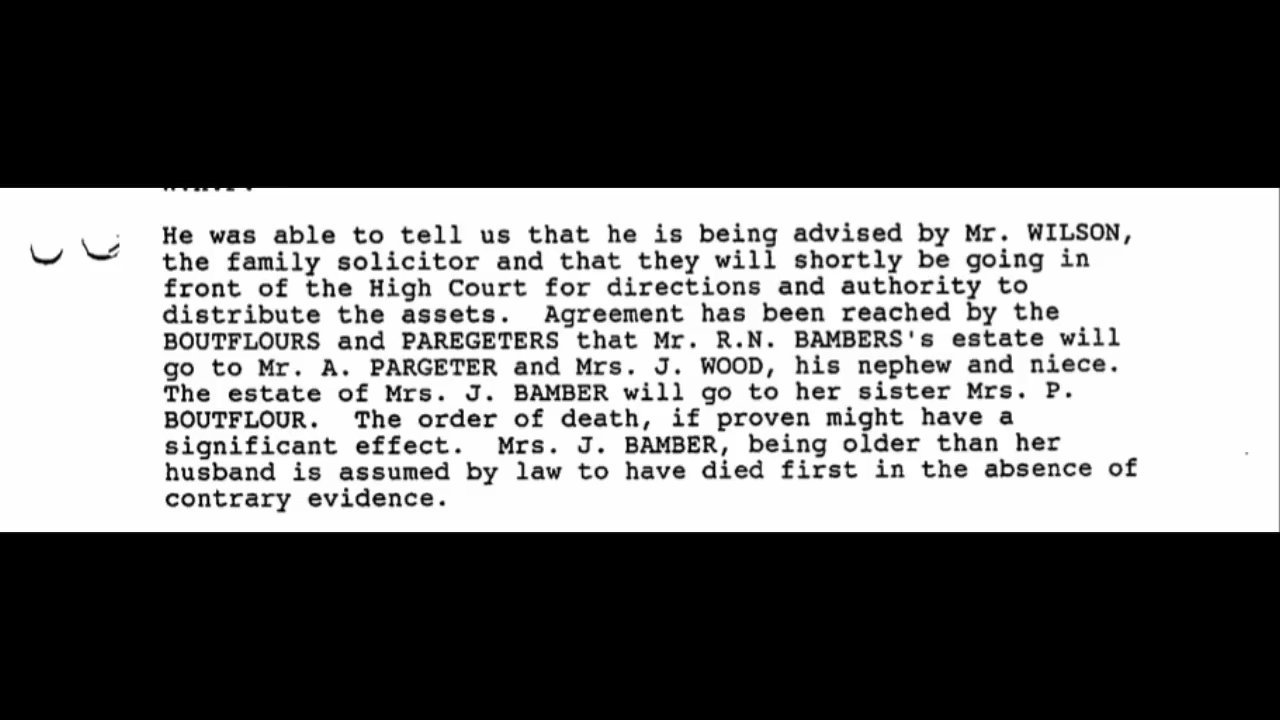 He was able to tell us that he is being advised by Mr. WILSON,
the family solicitor and that they will shortly be going in
front of the High Court for directions and authority to
distribute the assets. Agreement has been reached by the
BOUTFLOURS and PAREGETERS that Mr. R.N. BAMBERS's estate will
go to Mr. A. PARGETER and Mrs. J. WOOD, his nephew and niece.
The estate of Mrs. J. BAMBER will go to her sister Mrs. P.
BOUTFLOUR. The order of death, if proven might have a
significant effect. Mrs. J. BAMBER, being older than her
husband is assumed by law to have died first in the absence of
contrary evidence.